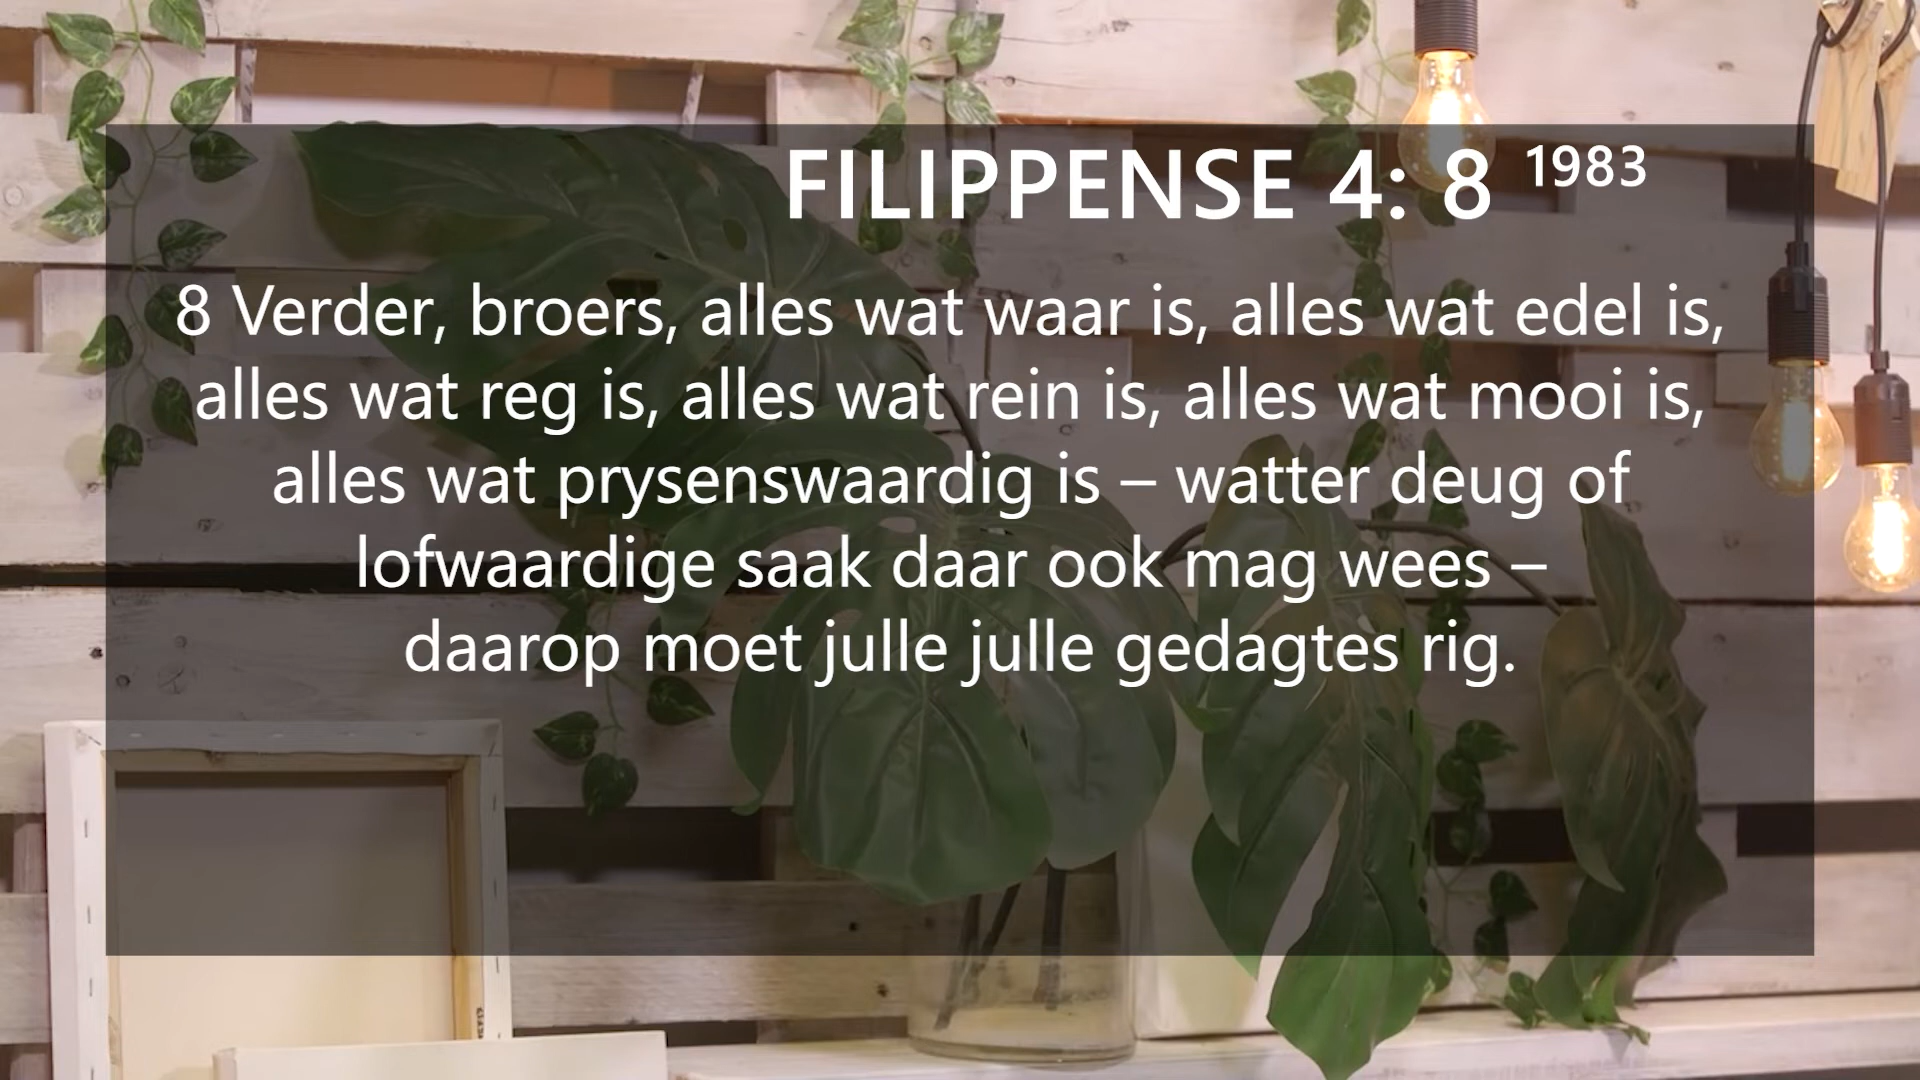 FILIPPENSE 4: 8 1983
8 Verder, broers, alles wat waar is, alles wat edel is,
alles wat reg is, alles wat rein is, alles wat mooi is,
alles wat prysenswaardig is – watter deug of
lofwaardige saak daar ook mag wees –
daarop moet julle julle gedagtes rig.